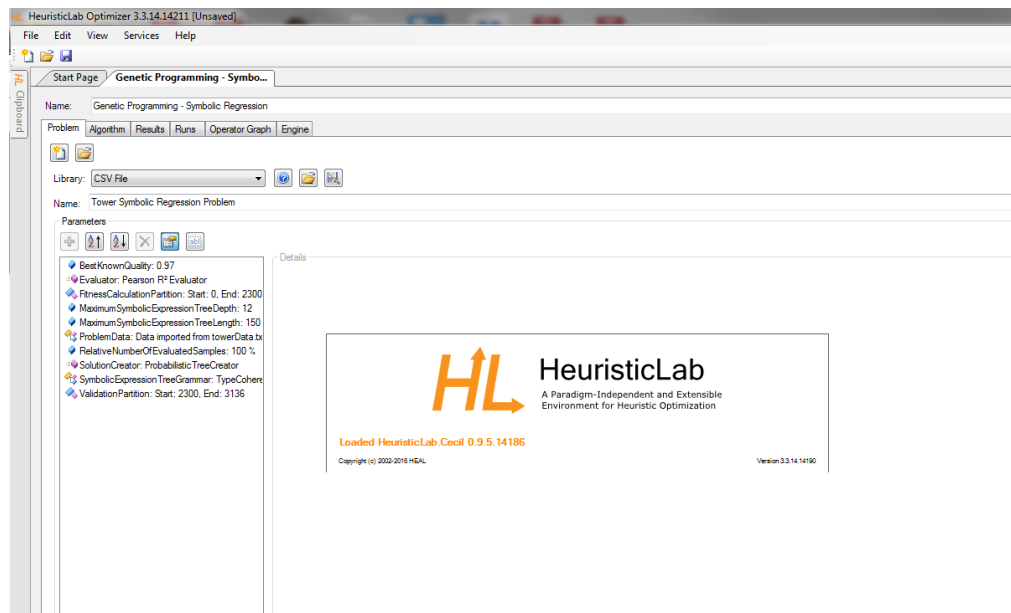 HeuristicLab Optimizer 3.3.14.14211 [Unsaved]
File Edit View Services Help
HL Clipboard
Start Page Genetic Programming - Symbo...
Name: Genetic Programming - Symbolic Regression
Problem Algorithm Results Runs Operator Graph Engine
Library: CSV File
Name: Tower Symbolic Regression Problem
Parameters
Details
BestKnownQuality: 0.97
Evaluator: Pearson R² Evaluator
FitnessCalculationPartition: Start: 0, End: 2300
MaximumSymbolicExpressionTreeDepth: 12
MaximumSymbolicExpressionTreeLength: 150
ProblemData: Data imported from towerData.tx
RelativeNumberOfEvaluatedSamples: 100 %
SolutionCreator: ProbabilisticTreeCreator
SymbolicExpressionTreeGrammar: TypeCohere
ValidationPartition: Start: 2300, End: 3136
HL
HeuristicLab
A Paradigm-Independent and Extensible
Environment for Heuristic Optimization
Loaded HeuristicLab.Cecil 0.9.5.14186
Copyright (c) 2002-2016 HEAL Version 3.3.14.14190